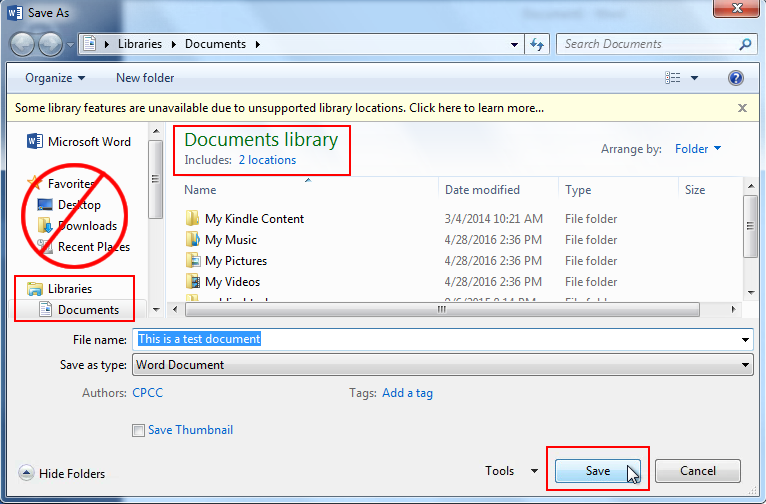 Save As
Libraries Documents
Search Documents
Organize New folder
Some library features are unavailable due to unsupported library locations. Click here to learn more...
Microsoft Word
Documents library
Includes: 2 locations
Arrange by: Folder
Favorites
Desktop
Downloads
Recent Places
Libraries
Documents
Name Date modified Type Size
My Kindle Content 3/4/2014 10:21 AM File folder
My Music 4/28/2016 2:36 PM File folder
My Pictures 4/28/2016 2:36 PM File folder
My Videos 4/28/2016 2:36 PM File folder
File name: This is a test document
Save as type: Word Document
Authors: CPCC Tags: Add a tag
Save Thumbnail
Hide Folders Tools Save Cancel